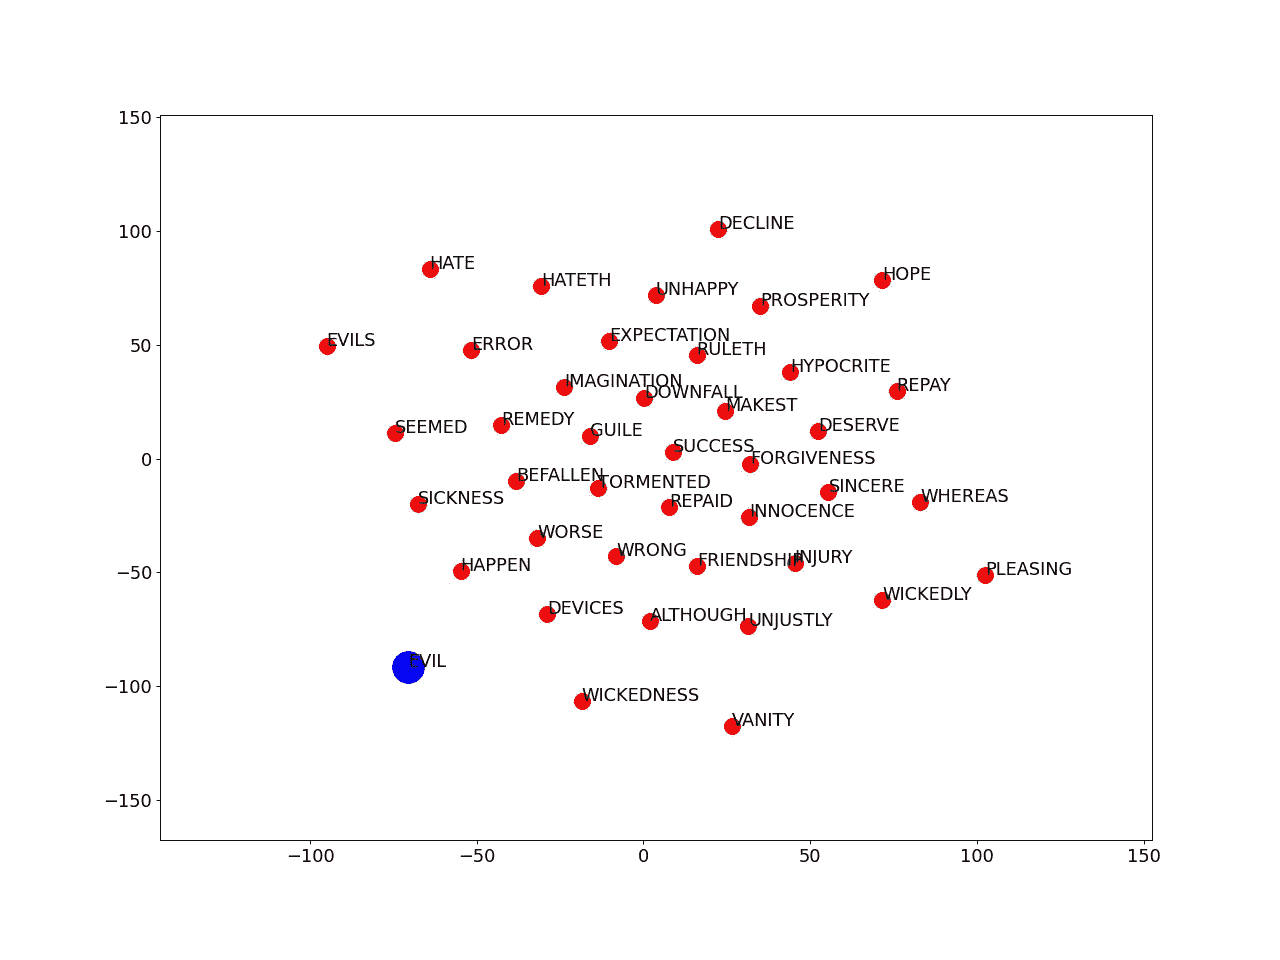 150
DECLINE
100
HATE
HOPE
HATETH
UNHAPPY
PROSPERITY
EVILS
ERROR
EXPECTATION
50
RULETH
HYPOCRITE
IMAGINATION
DOWNFALL
REPAY
MAKEST
SEEMED
REMEDY
GUILE
DESERVE
SUCCESS
0
FORGIVENESS
BEFALLEN
TORMENTED
SINCERE
SICKNESS
REPAID
WHEREAS
INNOCENCE
WORSE
WRONG
FRIENDSHIP
INJURY
HAPPEN
−50
PLEASING
WICKEDLY
DEVICES
ALTHOUGH
UNJUSTLY
EVIL
−100
WICKEDNESS
VANITY
−150
−100 −50 0 50 100 150